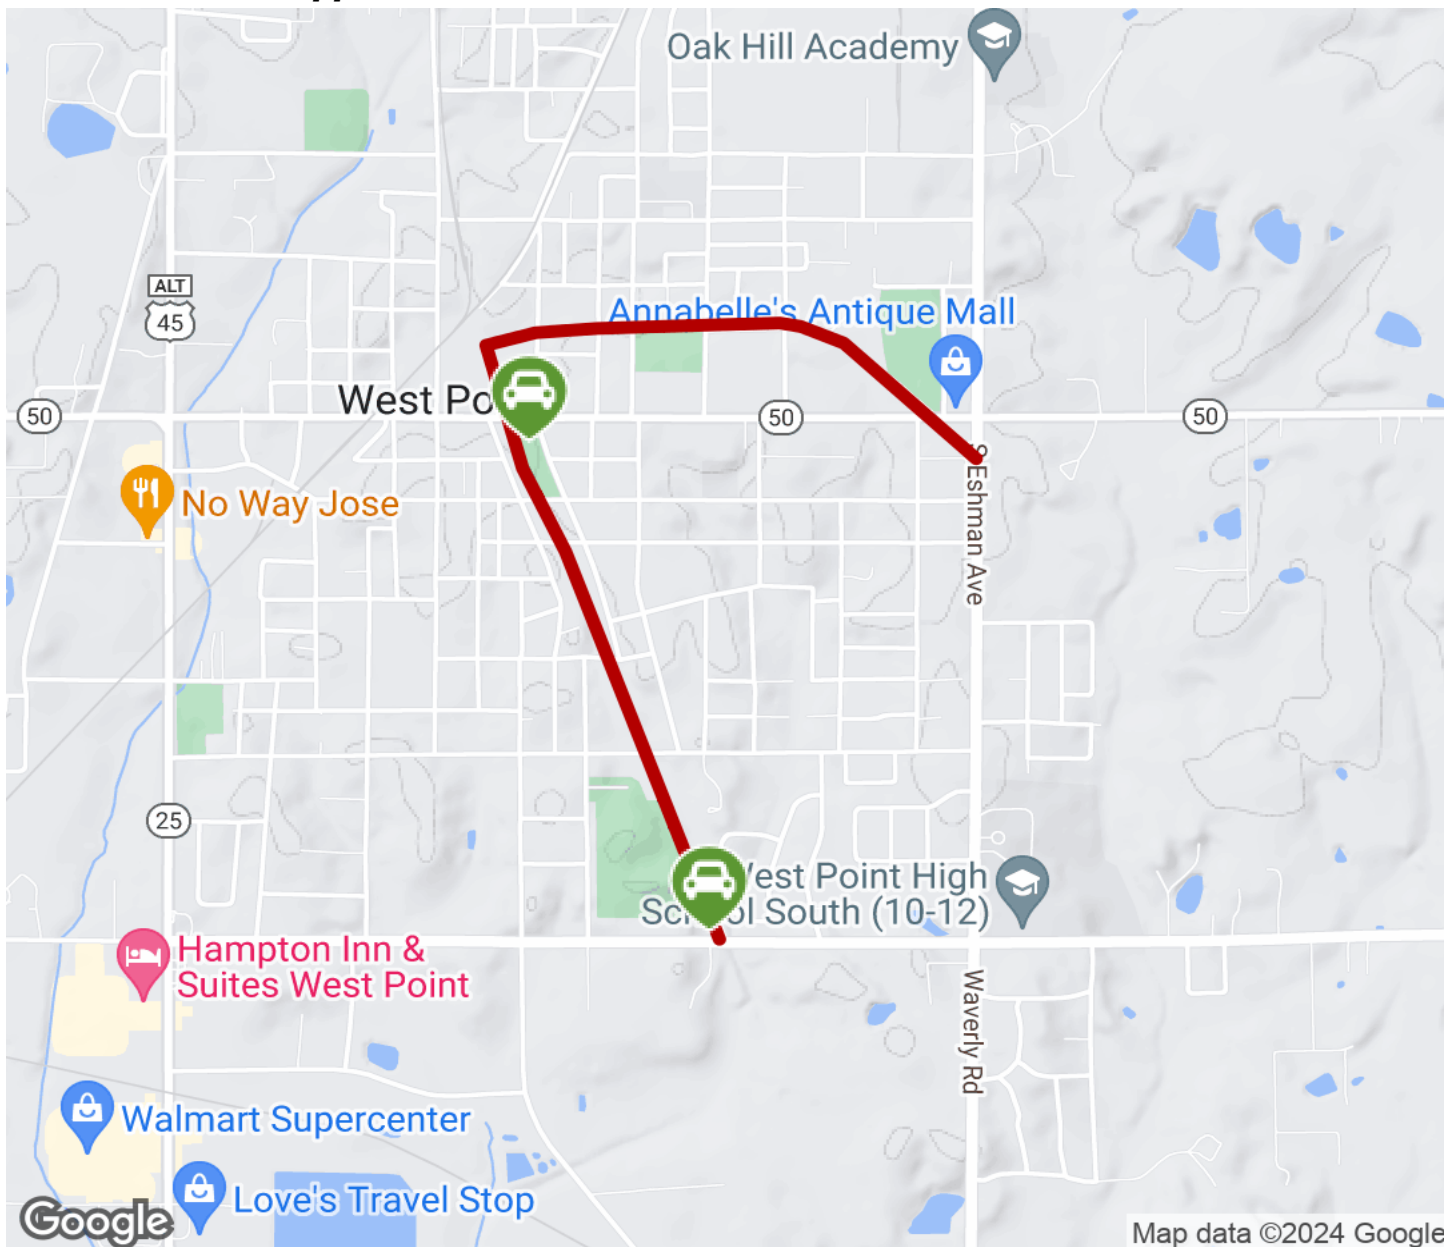 Oak Hill Academy
ALT
45
Annabelle's Antique Mall
West Po
50
50
50
S Eshman Ave
No Way Jose
25
West Point High
School South (10-12)
Hampton Inn &
Suites West Point
Waverly Rd
Walmart Supercenter
Love's Travel Stop
Google
Map data ©2024 Google